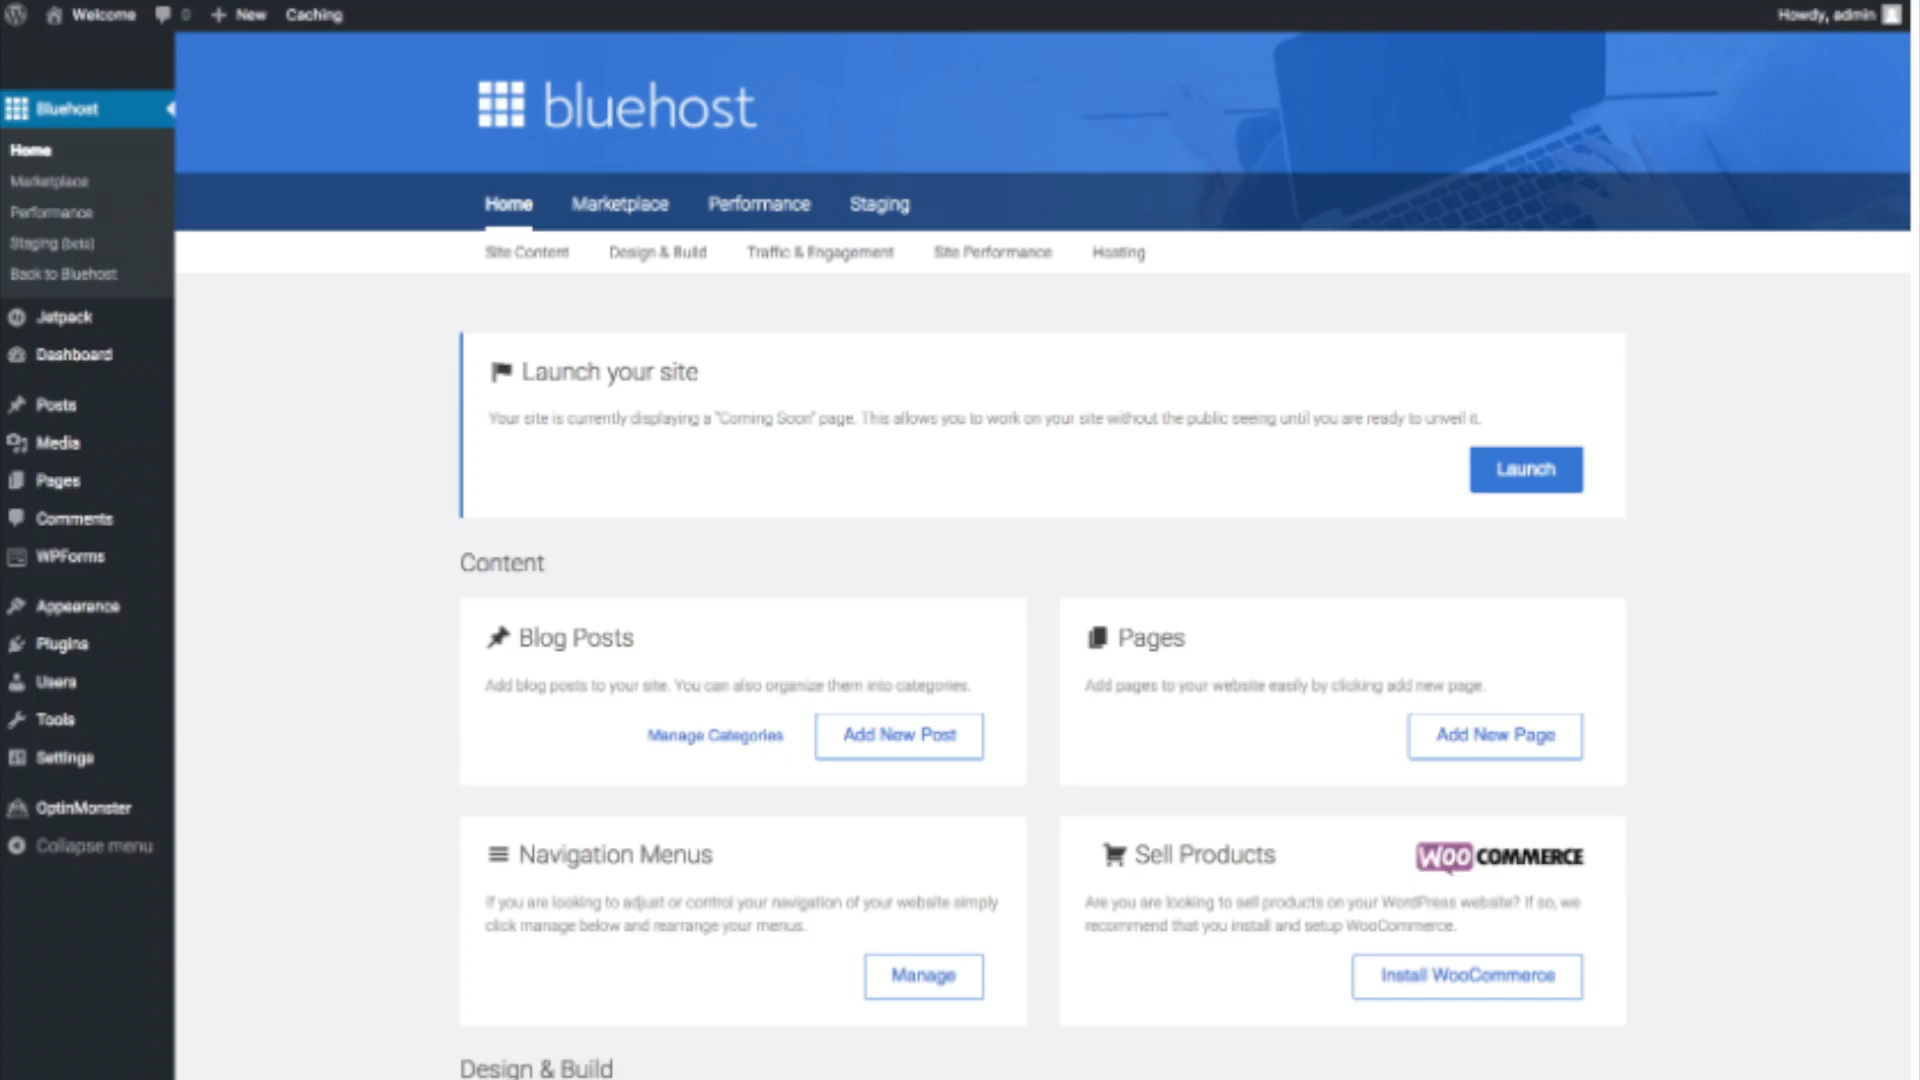 Welcome 0 New Caching Howdy, admin
bluehost
Bluehost
Home
Marketplace
Performance
Staging (beta)
Back to Bluehost
Jetpack
Dashboard
Posts
Media
Pages
Comments
WPForms
Appearance
Plugins
Users
Tools
Settings
OptinMonster
Collapse menu
Home Marketplace Performance Staging
Site Content Design & Build Traffic & Engagement Site Performance Hosting
Launch your site
Your site is currently displaying a "Coming Soon" page. This allows you to work on your site without the public seeing until you are ready to unveil it.
Launch
Content
Blog Posts
Add blog posts to your site. You can also organize them into categories.
Manage Categories Add New Post
Pages
Add pages to your website easily by clicking add new page.
Add New Page
Navigation Menus
If you are looking to adjust or control your navigation of your website simply
click manage below and rearrange your menus.
Manage
Sell Products WOOCOMMERCE
Are you are looking to sell products on your WordPress website? If so, we
recommend that you install and setup WooCommerce.
Install WooCommerce
Design & Build